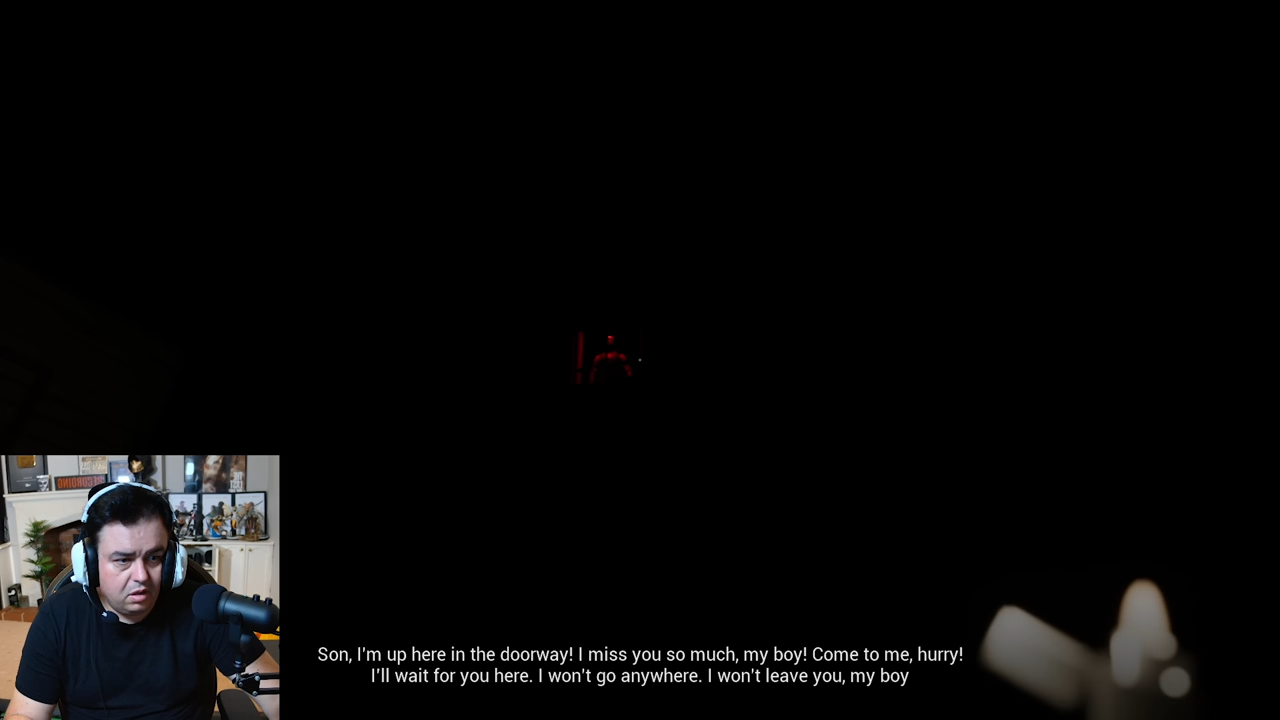 RECORDING
Son, I'm up here in the doorway! I miss you so much, my boy! Come to me, hurry!
I'll wait for you here. I won't go anywhere. I won't leave you, my boy